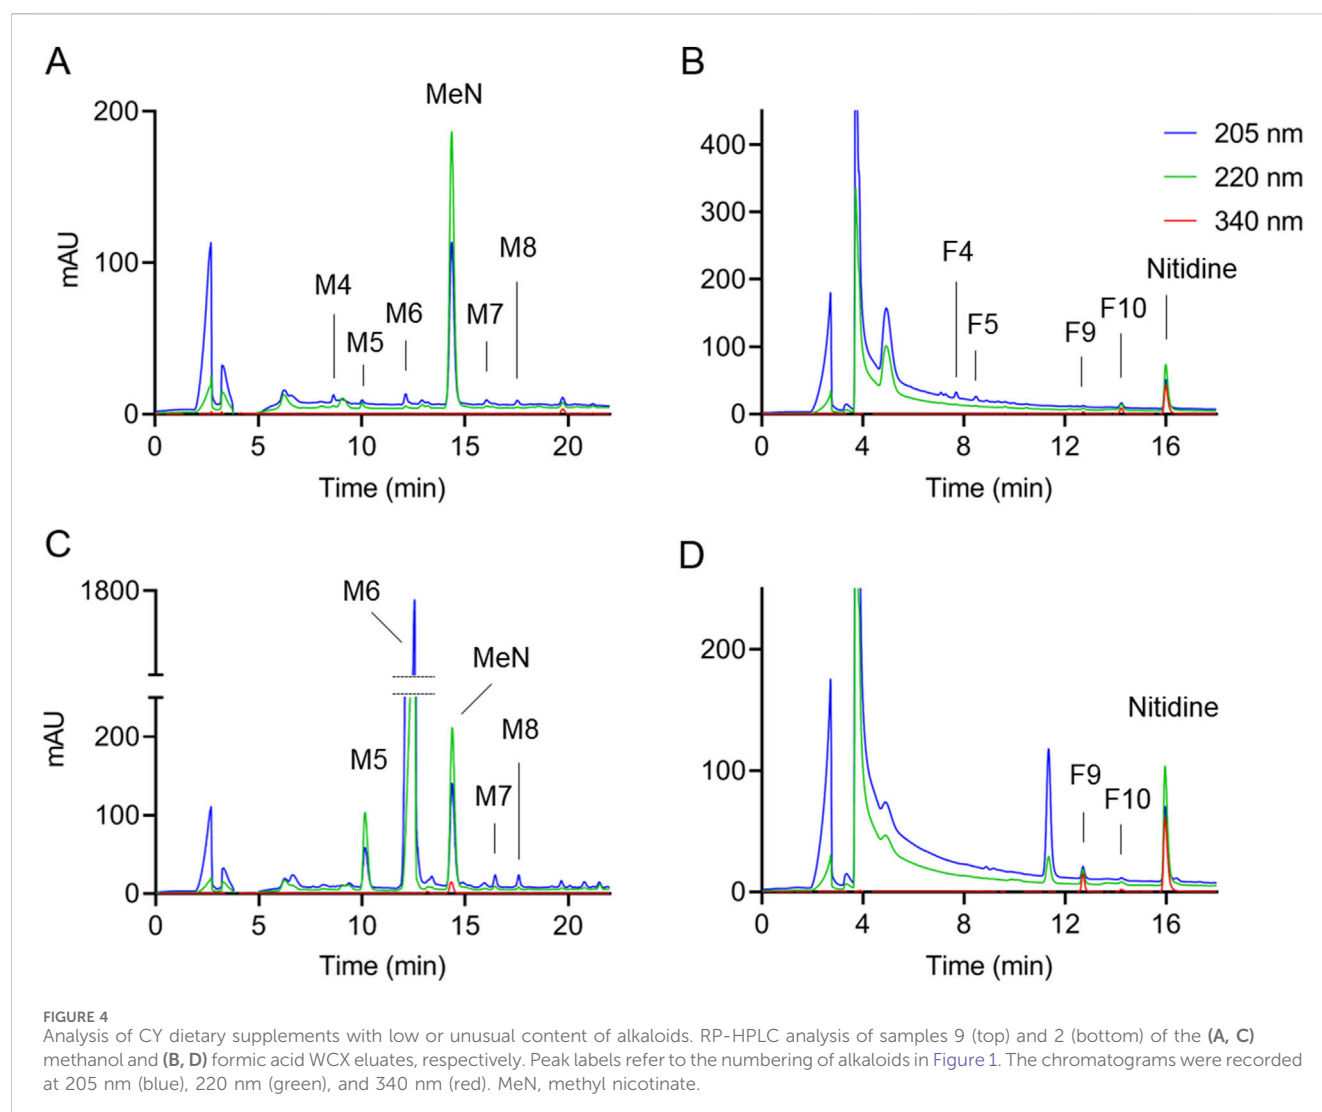 A
MeN
200
100
0
mAU
M4
M5
M6
M7
M8
0 5 10 15 20
Time (min)
B
400
300
200
100
0
205 nm
220 nm
340 nm
F4
F5
F9
F10
Nitidine
0 4 8 12 16
Time (min)
C
1800
200
100
0
mAU
M6
MeN
M5
M7
M8
0 5 10 15 20
Time (min)
D
200
100
0
Nitidine
F9
F10
0 4 8 12 16
Time (min)
FIGURE 4
Analysis of CY dietary supplements with low or unusual content of alkaloids. RP-HPLC analysis of samples 9 (top) and 2 (bottom) of the (A, C)
methanol and (B, D) formic acid WCX eluates, respectively. Peak labels refer to the numbering of alkaloids in Figure 1. The chromatograms were recorded
at 205 nm (blue), 220 nm (green), and 340 nm (red). MeN, methyl nicotinate.